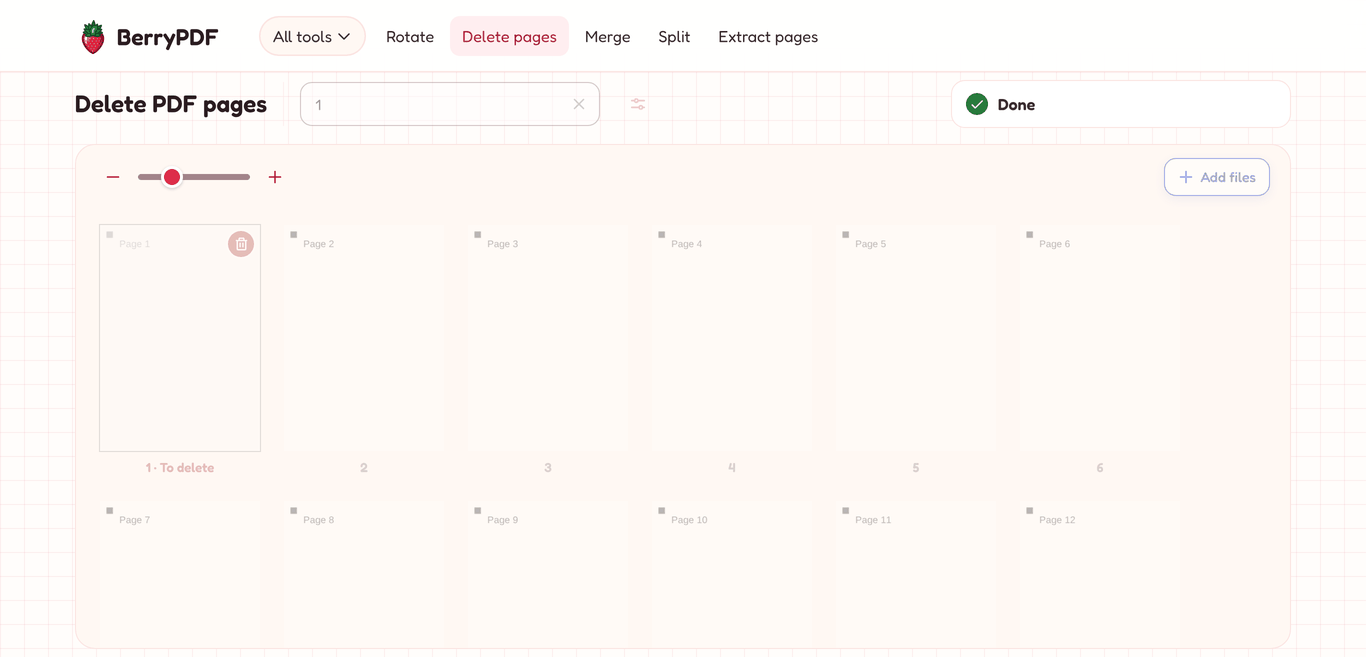 BerryPDF
All tools
Rotate
Delete pages
Merge
Split
Extract pages
Delete PDF pages
1
Done
Add files
Page 1
Page 2
Page 3
Page 4
Page 5
Page 6
1 · To delete
2
3
4
5
6
Page 7
Page 8
Page 9
Page 10
Page 11
Page 12